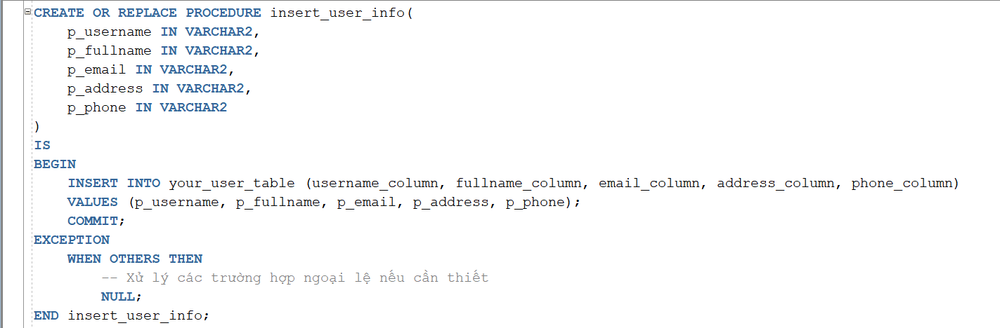 CREATE OR REPLACE PROCEDURE insert_user_info(
    p_username IN VARCHAR2,
    p_fullname IN VARCHAR2,
    p_email IN VARCHAR2,
    p_address IN VARCHAR2,
    p_phone IN VARCHAR2
)
IS
BEGIN
    INSERT INTO your_user_table (username_column, fullname_column, email_column, address_column, phone_column)
    VALUES (p_username, p_fullname, p_email, p_address, p_phone);
    COMMIT;
EXCEPTION
    WHEN OTHERS THEN
        -- Xử lý các trường hợp ngoại lệ nếu cần thiết
        NULL;
END insert_user_info;